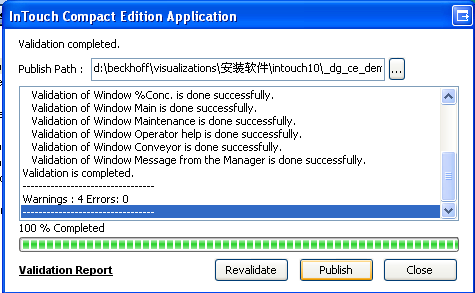 InTouch Compact Edition Application
Validation completed.
Publish Path : d:\beckhoff\visualizations\安装软件\intouch10\_dg_ce_dem ...
Validation of Window %Conc. is done successfully.
Validation of Window Main is done successfully.
Validation of Window Maintenance is done successfully.
Validation of Window Operator help is done successfully.
Validation of Window Conveyor is done successfully.
Validation of Window Message from the Manager is done successfully.
Validation is completed.
--------------------------------
Warnings : 4 Errors: 0
--------------------------------
100 % Completed
Validation Report Revalidate Publish Close